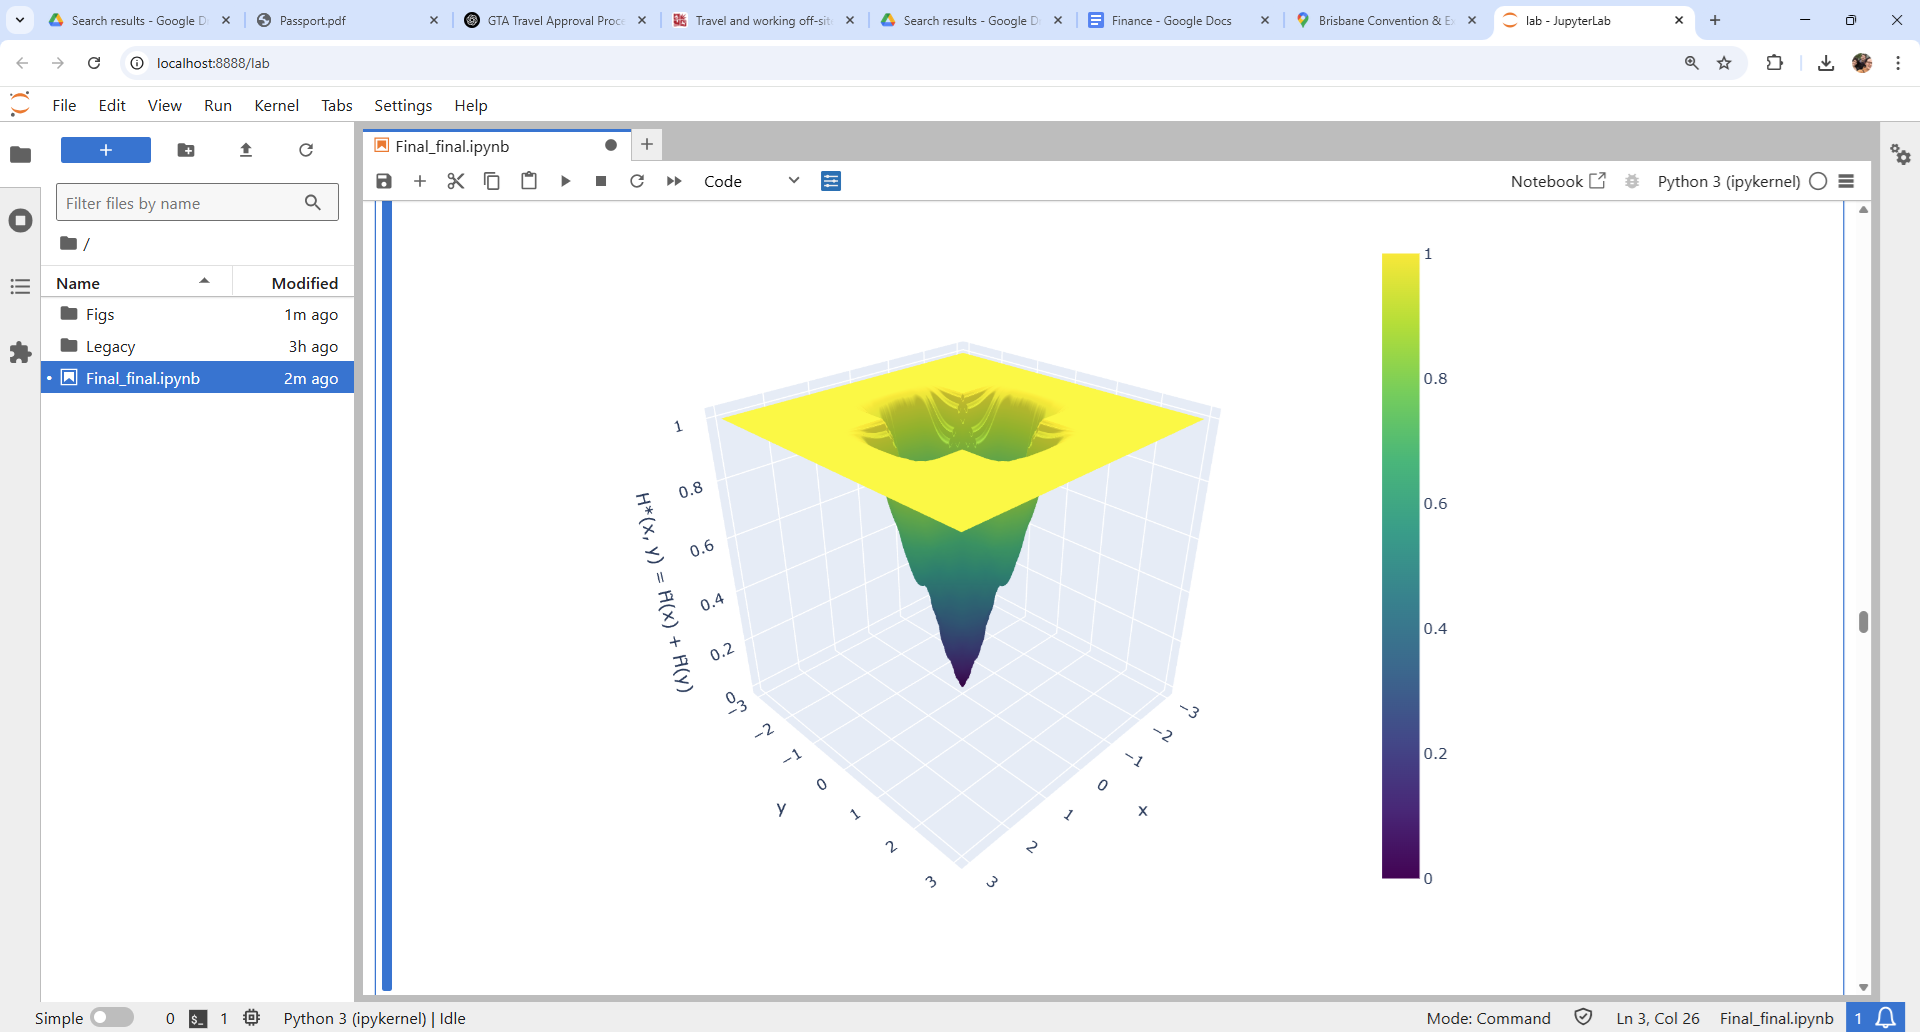 Search results - Google D
Passport.pdf
GTA Travel Approval Proce
Travel and working off-sit
Search results - Google D
Finance - Google Docs
Brisbane Convention & E
lab - JupyterLab
localhost:8888/lab
File Edit View Run Kernel Tabs Settings Help
Final_final.ipynb
Code
Notebook
Python 3 (ipykernel)
Filter files by name
/
Name Modified
Figs 1m ago
Legacy 3h ago
Final_final.ipynb 2m ago
1
0.8
0.6
0.4
0.2
0
H*(x, y) = H̃(x) + H̃(y)
−3
−2
−1
0
1
2
3
y
−3
−2
−1
0
1
2
3
x
1
0.8
0.6
0.4
0.2
0
Simple 0 $_ 1 Python 3 (ipykernel) | Idle
Mode: Command Ln 3, Col 26 Final_final.ipynb 1